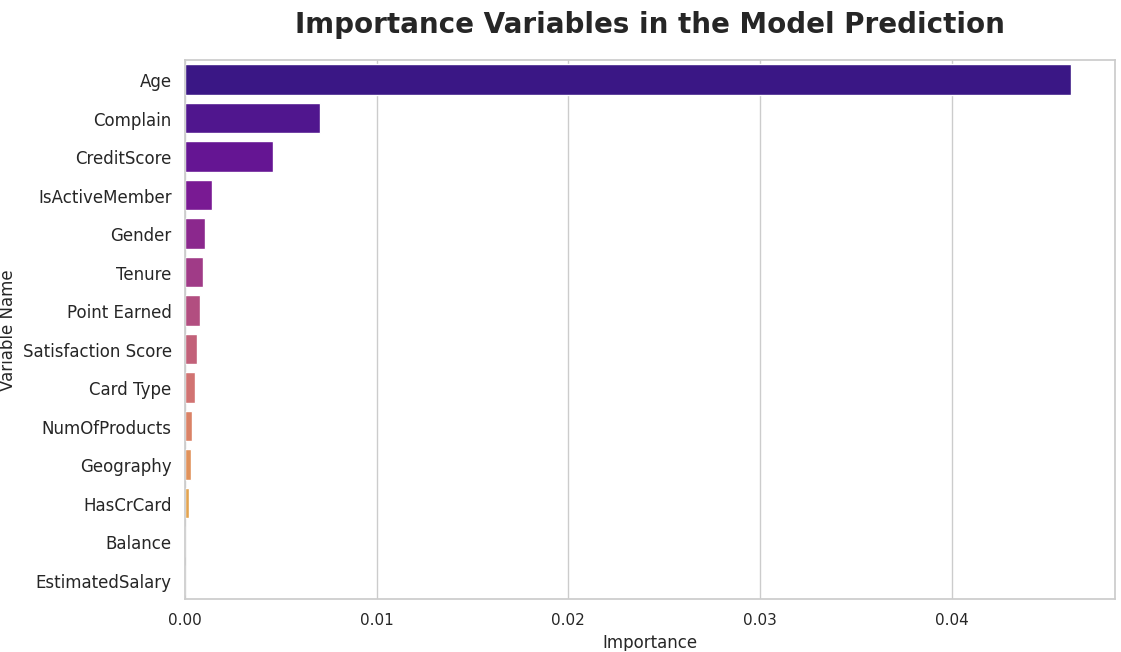 Importance Variables in the Model Prediction
Age
Complain
CreditScore
IsActiveMember
Gender
Tenure
Point Earned
Satisfaction Score
Card Type
NumOfProducts
Geography
HasCrCard
Balance
EstimatedSalary
Variable Name
0.00 0.01 0.02 0.03 0.04
Importance